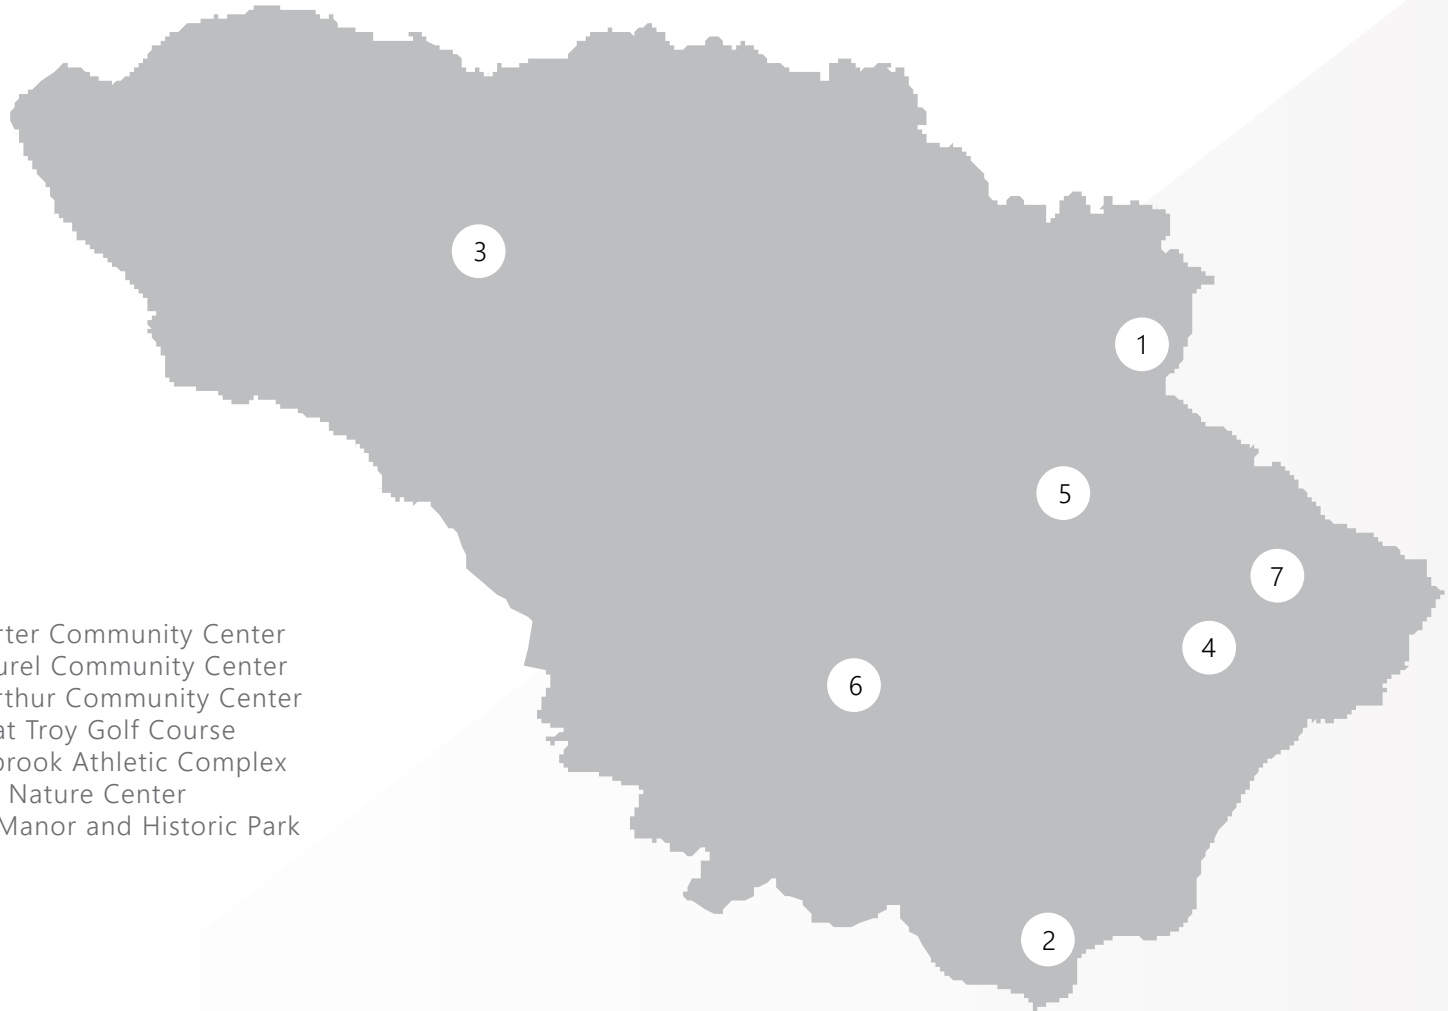 3
1
5
7
4
6
2
rter Community Center
urel Community Center
rthur Community Center
at Troy Golf Course
brook Athletic Complex
Nature Center
Manor and Historic Park